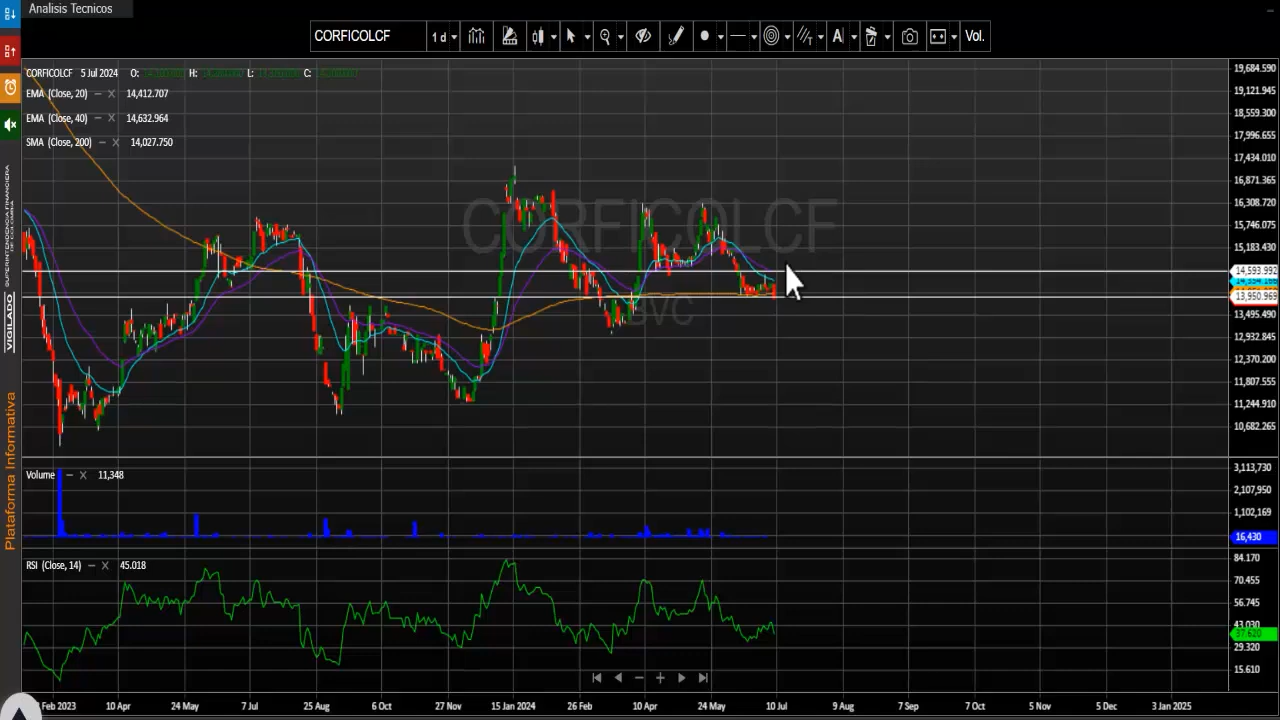 Analisis Tecnicos
CORFICOLCF
1 d
A
Vol.
CORFICOLCF 5 Jul 2024 O: H: L: C:
EMA (Close, 20) 14,412.707
EMA (Close, 40) 14,632.964
SMA (Close, 200) 14,027.750
CORFICOLCF
BVC
19,684.590
19,121.945
18,559.300
17,996.655
17,434.010
16,871.365
16,308.720
15,746.075
15,183.430
14,593.992
13,950.969
13,495.490
12,932.845
12,370.200
11,807.555
11,244.910
10,682.265
Volume 11,348
3,113,730
2,107,950
1,102,169
16,430
RSI (Close, 14) 45.018
84.170
70.455
56.745
43.030
37.620
29.320
15.610
Feb 2023
10 Apr
24 May
7 Jul
25 Aug
6 Oct
27 Nov
15 Jan 2024
26 Feb
10 Apr
24 May
10 Jul
9 Aug
7 Sep
7 Oct
5 Nov
5 Dec
3 Jan 2025
VIGILADO
SUPERINTENDENCIA FINANCIERA
DE COLOMBIA
Plataforma Informativa